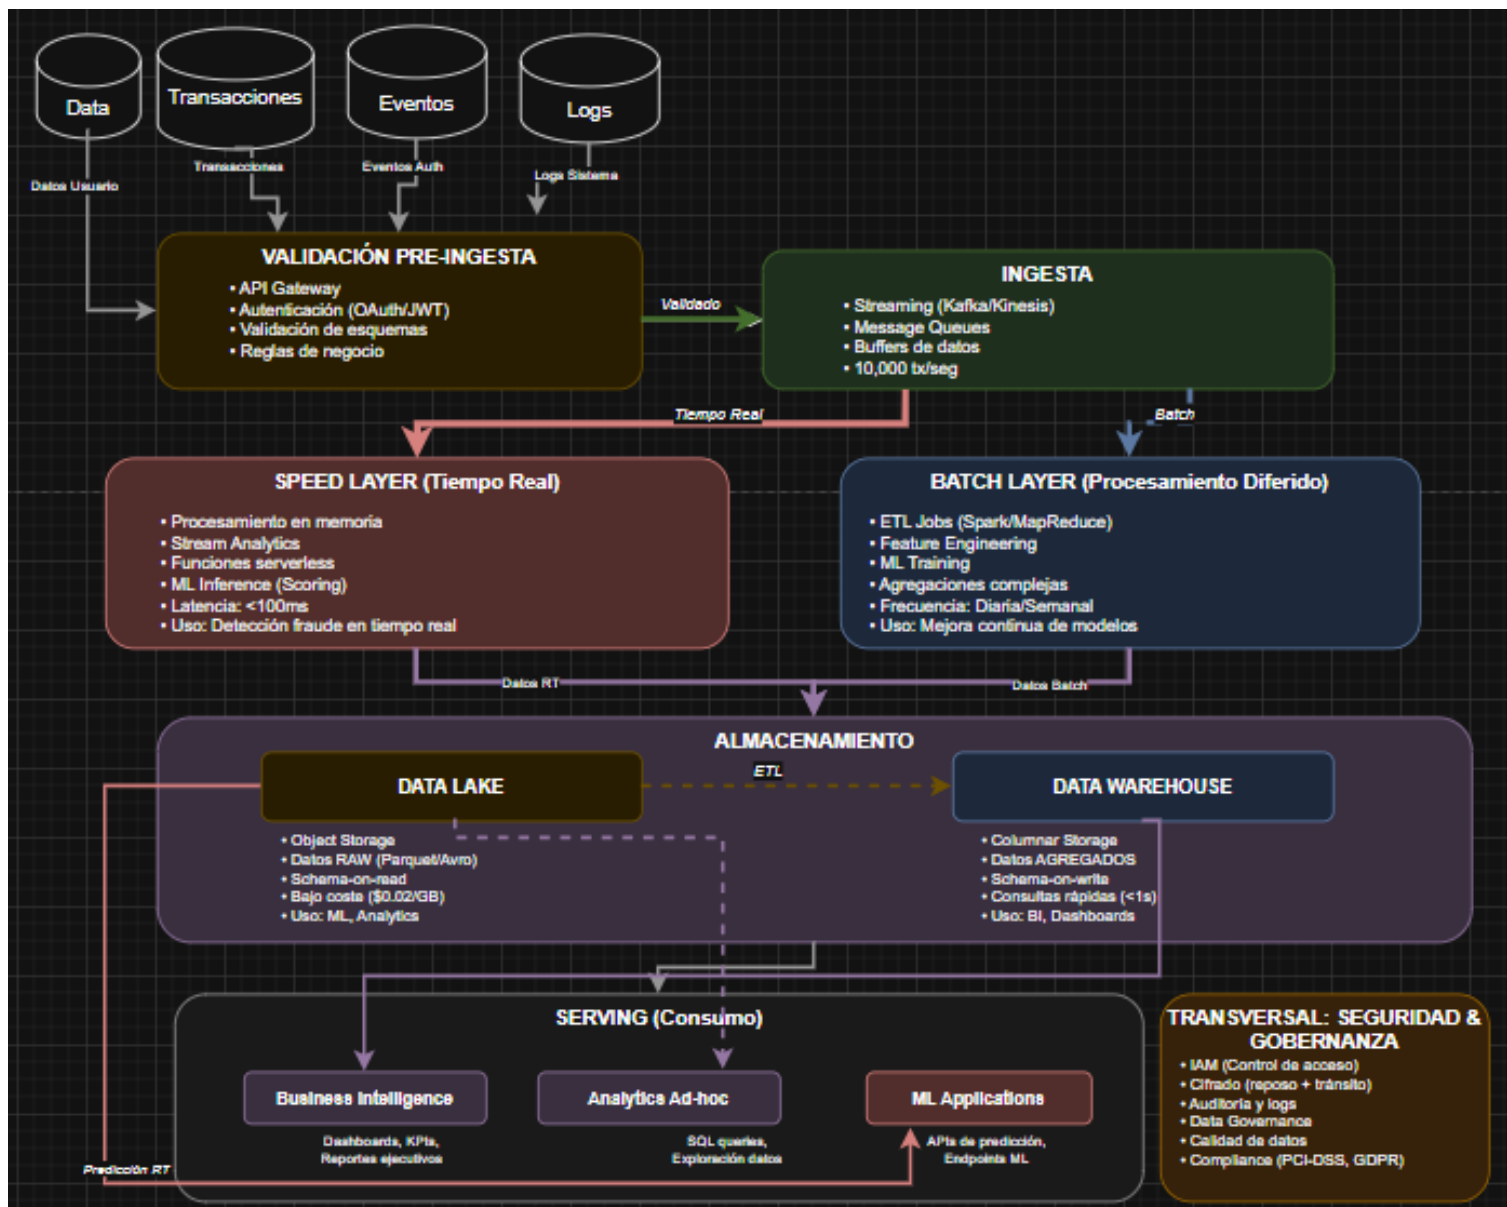 Data
Transacciones
Eventos
Logs
Datos Usuario
Transacciones
Eventos Auth
Logs Sistema
VALIDACIÓN PRE-INGESTA
• API Gateway
• Autenticación (OAuth/JWT)
• Validación de esquemas
• Reglas de negocio
Validado
INGESTA
• Streaming (Kafka/Kinesis)
• Message Queues
• Buffers de datos
• 10,000 tx/seg
Tiempo Real
Batch
SPEED LAYER (Tiempo Real)
• Procesamiento en memoria
• Stream Analytics
• Funciones serverless
• ML Inference (Scoring)
• Latencia: <100ms
• Uso: Detección fraude en tiempo real
BATCH LAYER (Procesamiento Diferido)
• ETL Jobs (Spark/MapReduce)
• Feature Engineering
• ML Training
• Agregaciones complejas
• Frecuencia: Diaria/Semanal
• Uso: Mejora continua de modelos
Datos RT
Datos Batch
ALMACENAMIENTO
DATA LAKE
ETL
DATA WAREHOUSE
• Object Storage
• Datos RAW (Parquet/Avro)
• Schema-on-read
• Bajo coste ($0.02/GB)
• Uso: ML, Analytics
• Columnar Storage
• Datos AGREGADOS
• Schema-on-write
• Consultas rápidas (<1s)
• Uso: BI, Dashboards
SERVING (Consumo)
Business Intelligence
Dashboards, KPIs,
Reportes ejecutivos
Analytics Ad-hoc
SQL queries,
Exploración datos
ML Applications
APIs de predicción,
Endpoints ML
Predicción RT
TRANSVERSAL: SEGURIDAD &
GOBERNANZA
• IAM (Control de acceso)
• Cifrado (reposo + tránsito)
• Auditoría y logs
• Data Governance
• Calidad de datos
• Compliance (PCI-DSS, GDPR)